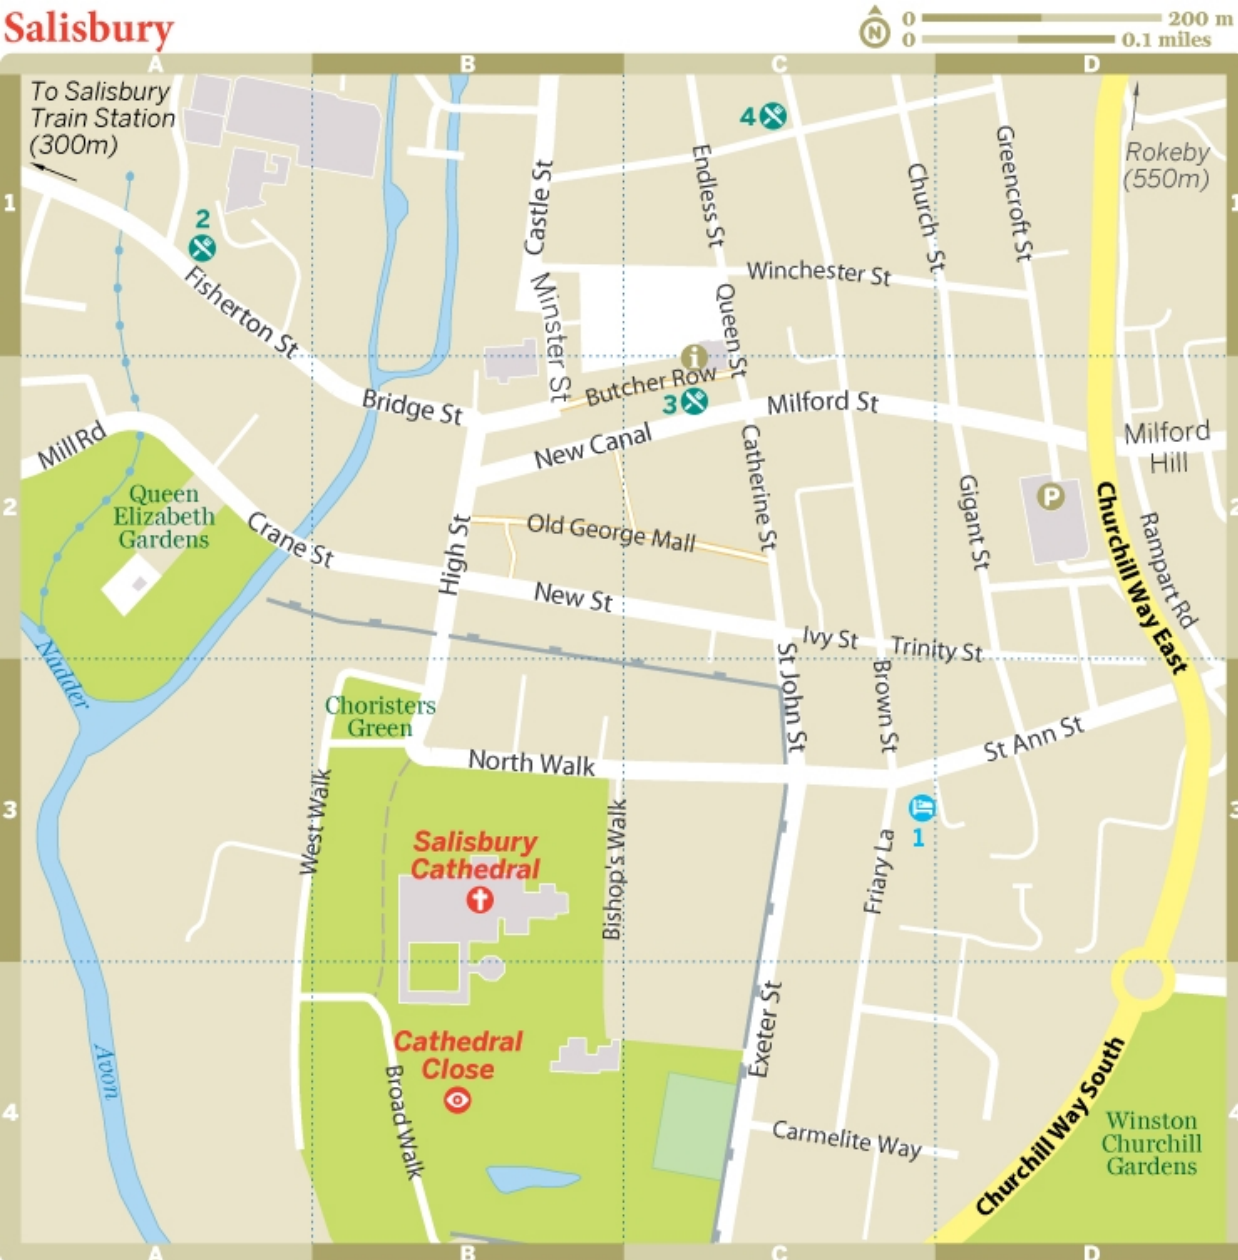 Salisbury
N
0 200 m
0 0.1 miles
A B C D
To Salisbury
Train Station
(300m)
4
Rokeby
(550m)
1
1
2
Castle St
Endless St
Church St
Greencroft St
Fisherton St
Minster St
Winchester St
Queen St
i
Butcher Row
3
Bridge St
Milford St
Mill Rd
New Canal
Milford
Hill
Catherine St
2
2
Queen
Elizabeth
Gardens
Crane St
High St
Old George Mall
Gigant St
P
Churchill Way East
Rampart Rd
New St
Ivy St
Trinity St
Nadder
Choristers
Green
St John St
Brown St
St Ann St
North Walk
3
3
West Walk
Salisbury
Cathedral
Bishop's Walk
1
Friary La
Cathedral
Close
Exeter St
Avon
Broad Walk
4
4
Carmelite Way
Churchill Way South
Winston
Churchill
Gardens
A B C D